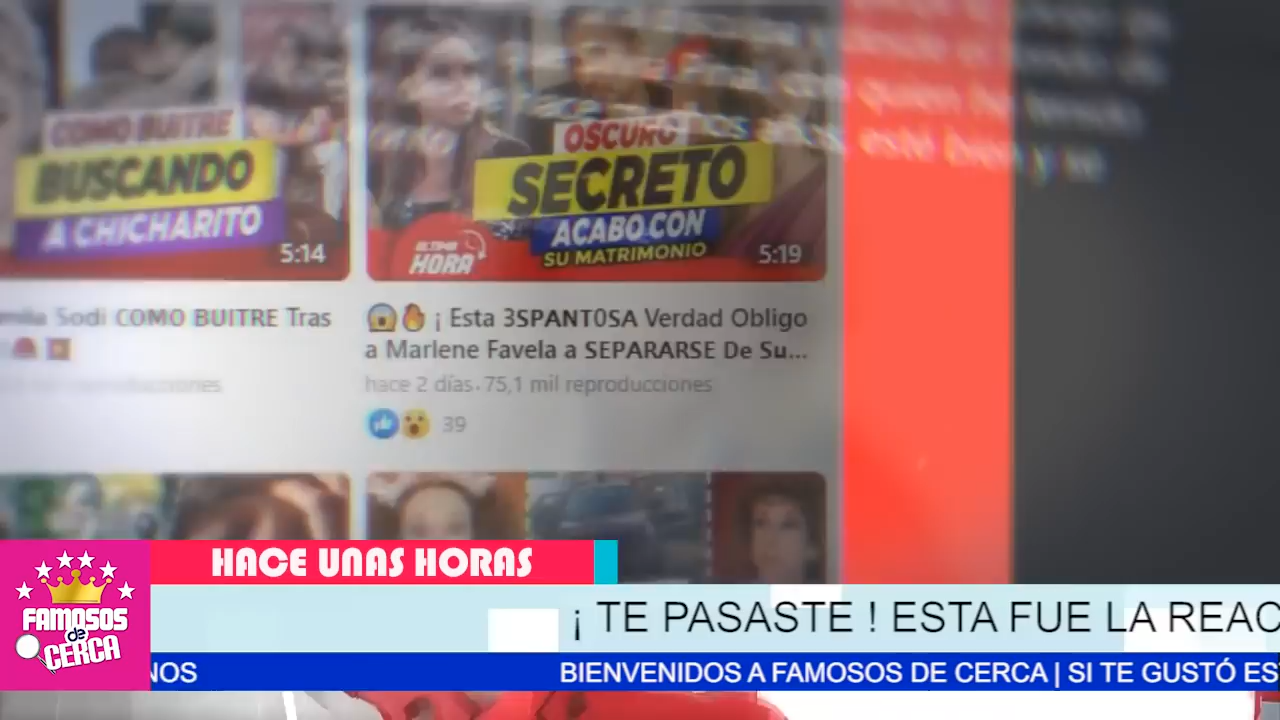 COMO BUITRE
BUSCANDO
A CHICHARITO
5:14
OSCURO
SECRETO
ACABO CON
SU MATRIMONIO
ÚLTIMA
HORA
5:19
Sodi COMO BUITRE Tras
¡ Esta 3SPANT0SA Verdad Obligo
a Marlene Favela a SEPARARSE De Su...
hace 2 días · 75,1 mil reproducciones
39
HACE UNAS HORAS
FAMOSOS
de
CERCA
¡ TE PASASTE ! ESTA FUE LA REAC
NOS BIENVENIDOS A FAMOSOS DE CERCA | SI TE GUSTÓ ES